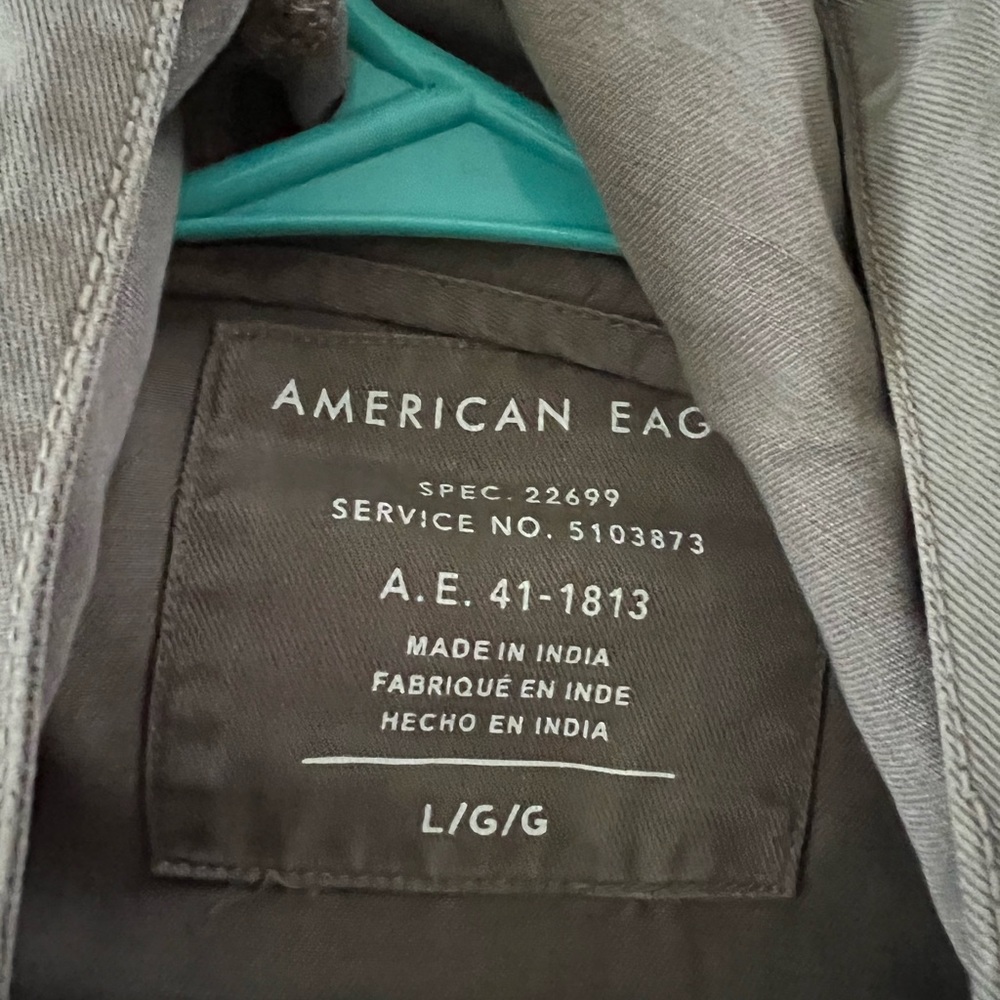 AMERICAN EAG
SPEC. 22699
SERVICE NO. 5103873
A.E. 41-1813
MADE IN INDIA
FABRIQUÉ EN INDE
HECHO EN INDIA
L/G/G